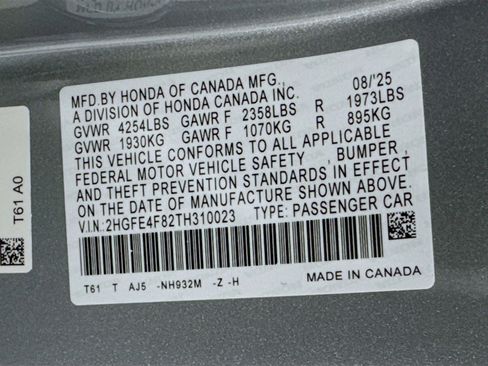 MFD.BY HONDA OF CANADA MFG., 08/'25
A DIVISION OF HONDA CANADA INC.
GVWR 4254LBS GAWR F 2358LBS R 1973LBS
GVWR 1930KG GAWR F 1070KG R 895KG
THIS VEHICLE CONFORMS TO ALL APPLICABLE
FEDERAL MOTOR VEHICLE SAFETY , BUMPER ,
AND THEFT PREVENTION STANDARDS IN EFFECT
ON THE DATE OF MANUFACTURE SHOWN ABOVE.
V.I.N:2HGFE4F82TH310023 TYPE: PASSENGER CAR
T61 T AJ5 -NH932M -Z -H
MADE IN CANADA
T61 A0